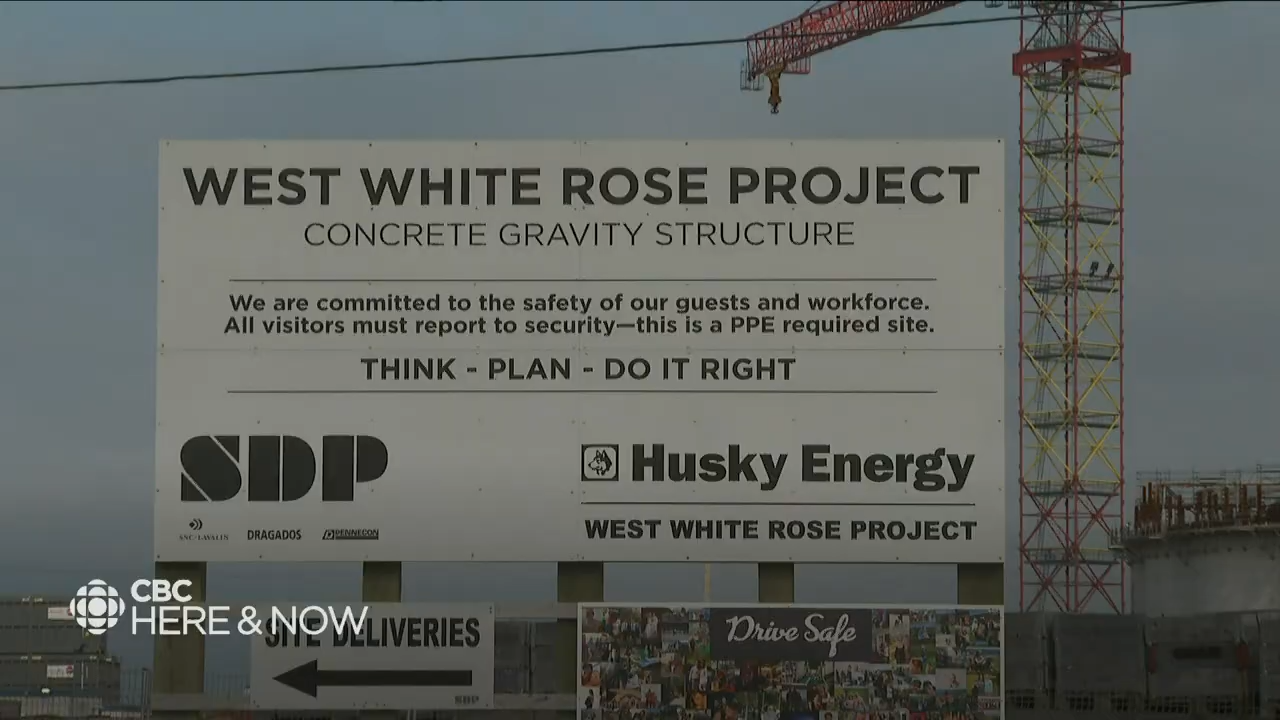 WEST WHITE ROSE PROJECT
CONCRETE GRAVITY STRUCTURE
We are committed to the safety of our guests and workforce.
All visitors must report to security—this is a PPE required site.
THINK - PLAN - DO IT RIGHT
SDP
Husky Energy
SNC·LAVALIN
DRAGADOS
PENNECON
WEST WHITE ROSE PROJECT
CBC
HERE & NOW
SITE DELIVERIES
SDP
Drive Safe